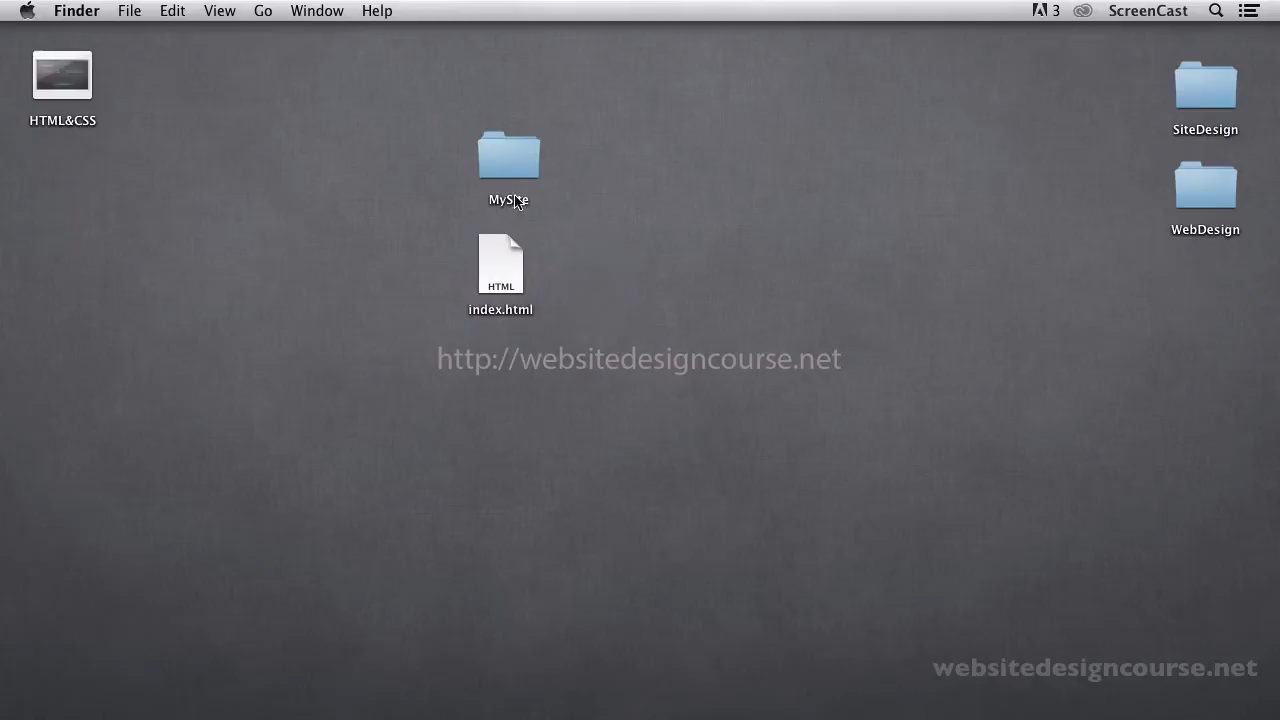 Finder File Edit View Go Window Help 3 ScreenCast
HTML&CSS
SiteDesign
MySite
WebDesign
HTML
index.html
http://websitedesigncourse.net
websitedesigncourse.net